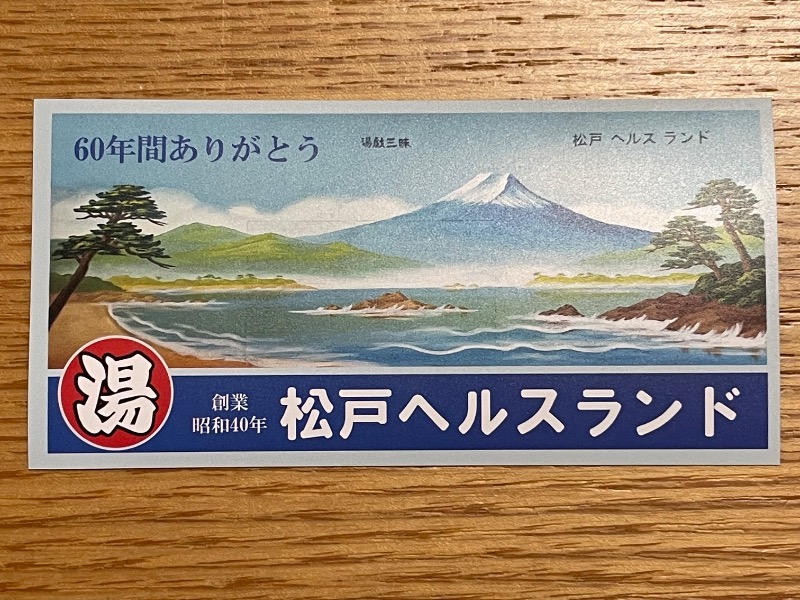 60年間ありがとう
湯戯三昧
松戸 ヘルス ランド
湯
創業
昭和40年
松戸ヘルスランド